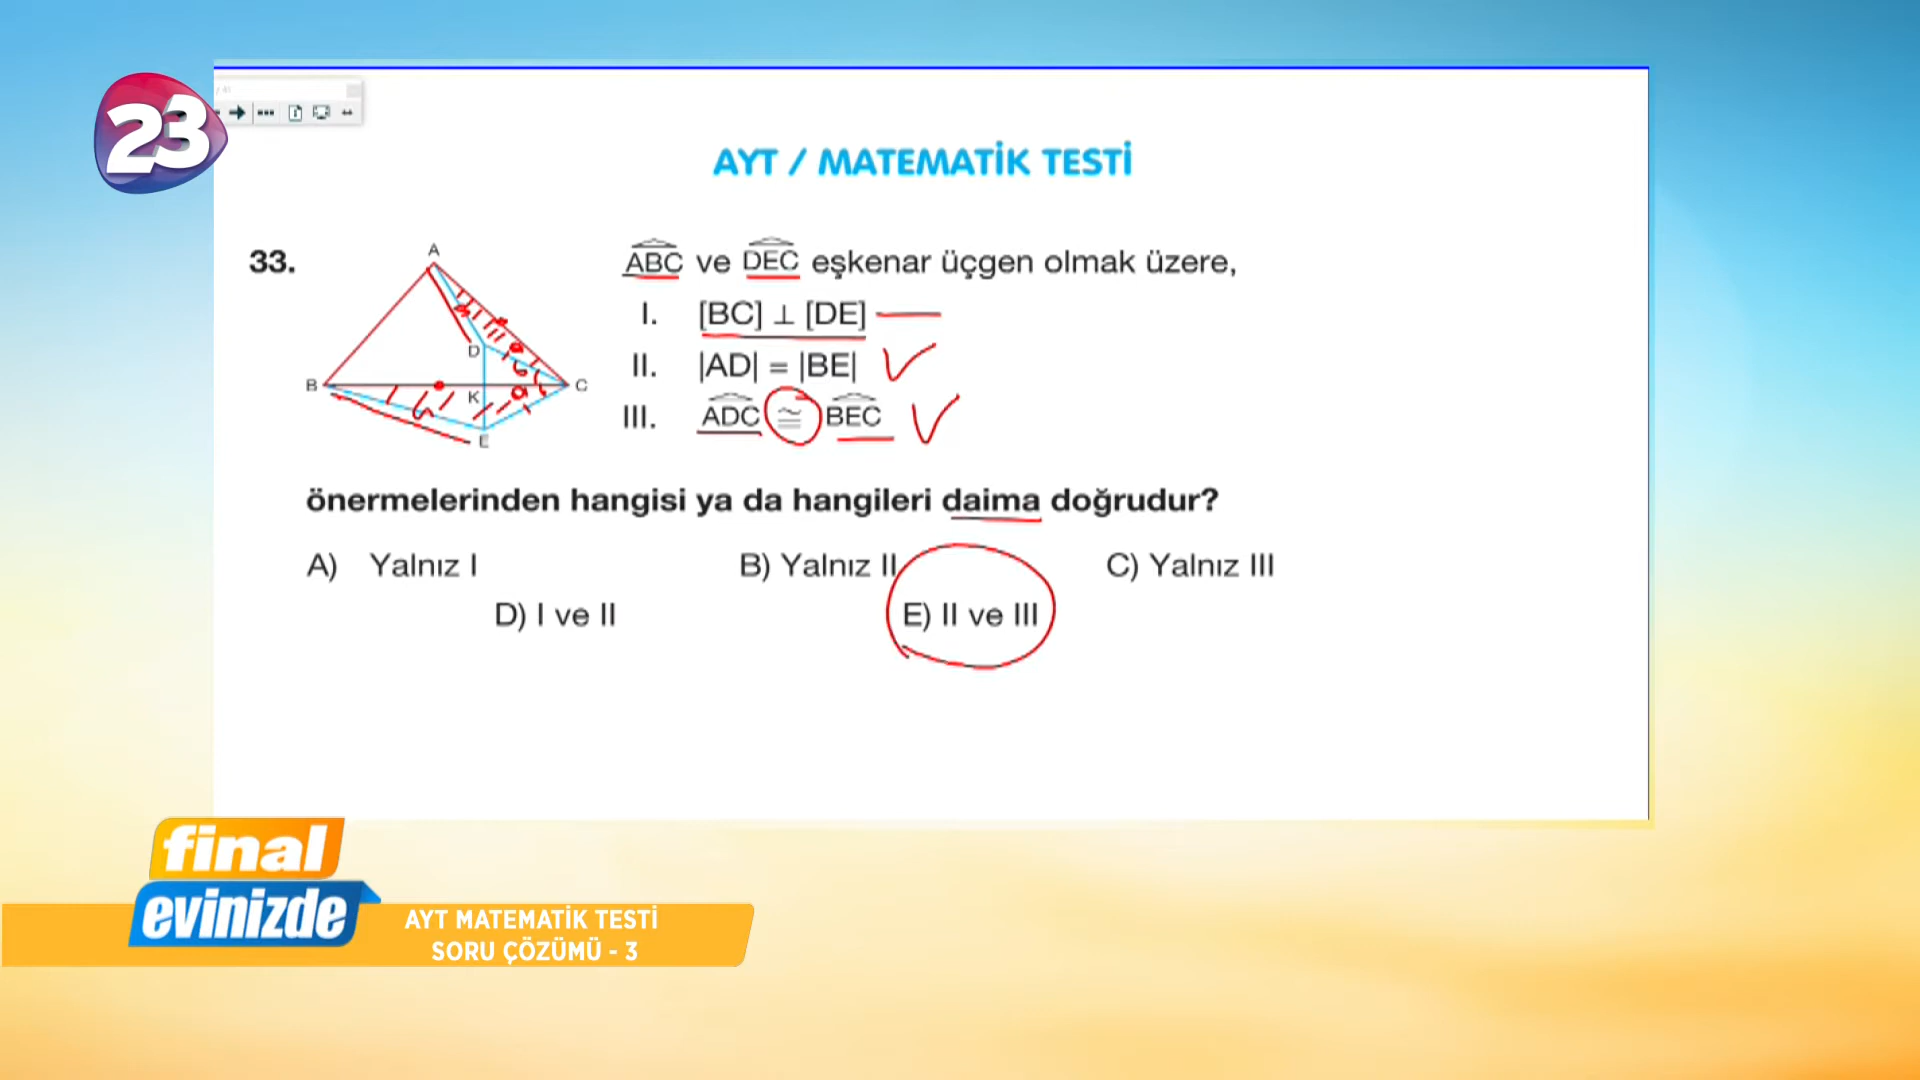 23
AYT / MATEMATİK TESTİ
33.
ABC ve DEC eşkenar üçgen olmak üzere,
I. [BC] ⊥ [DE]
II. |AD| = |BE|
III. ADC ≅ BEC
A
B
C
D
K
E
önermelerinden hangisi ya da hangileri daima doğrudur?
A) Yalnız I B) Yalnız II C) Yalnız III
D) I ve II E) II ve III
final
evinizde
AYT MATEMATİK TESTİ
SORU ÇÖZÜMÜ - 3